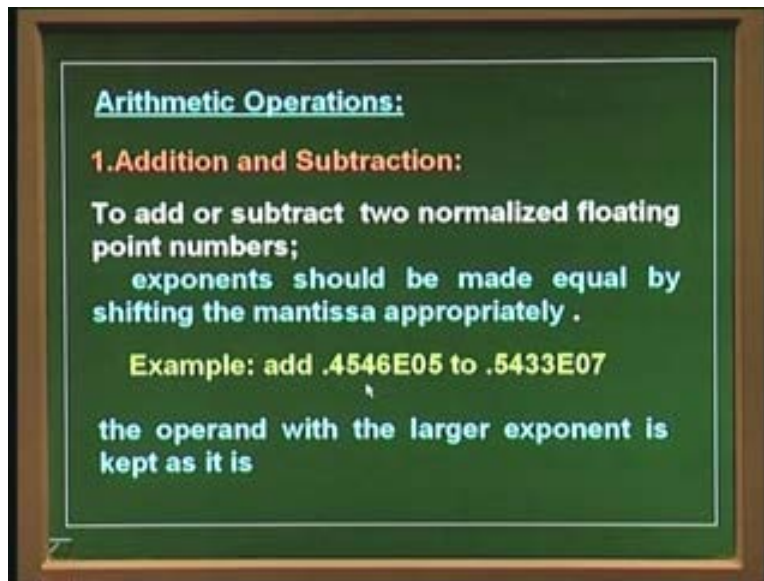 Arithmetic Operations:
1.Addition and Subtraction:
To add or subtract two normalized floating
point numbers;
exponents should be made equal by
shifting the mantissa appropriately .
Example: add .4546E05 to .5433E07
the operand with the larger exponent is
kept as it is